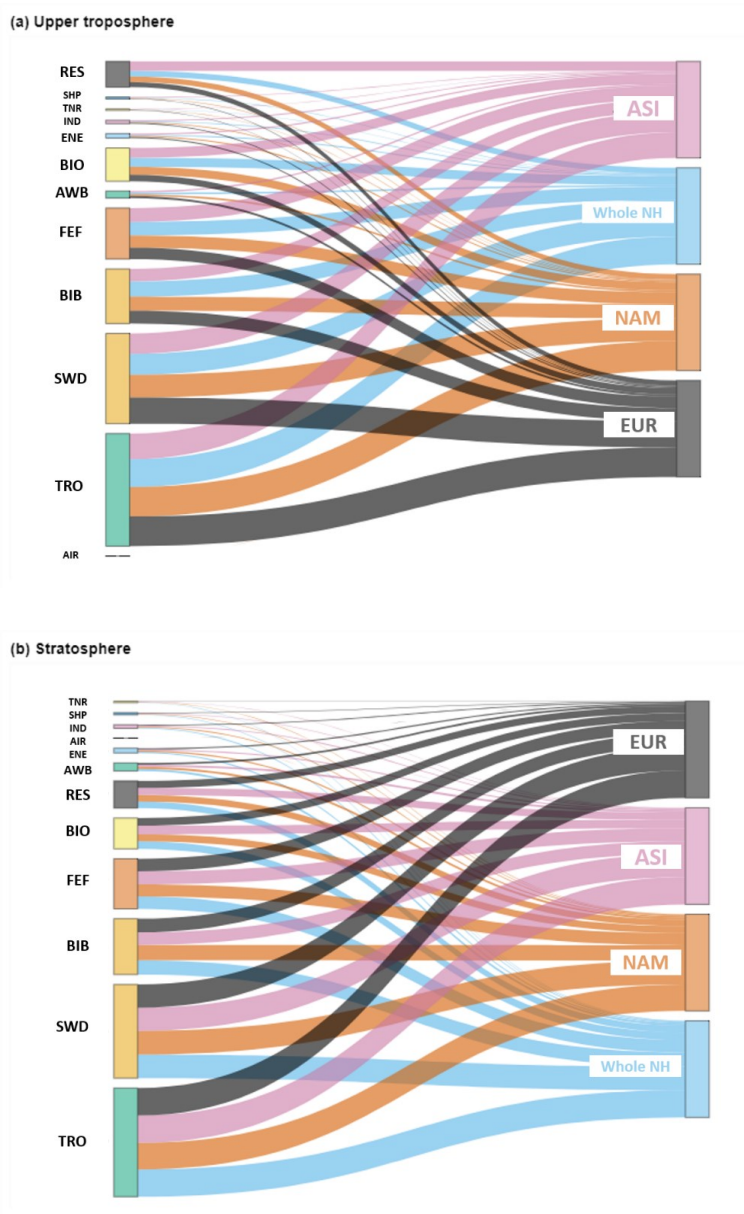 (a) Upper troposphere
RES
SHP
TNR
IND
ENE
BIO
AWB
FEF
BIB
SWD
TRO
AIR
ASI
Whole NH
NAM
EUR
(b) Stratosphere
TNR
SHP
IND
AIR
ENE
AWB
RES
BIO
FEF
BIB
SWD
TRO
EUR
ASI
NAM
Whole NH